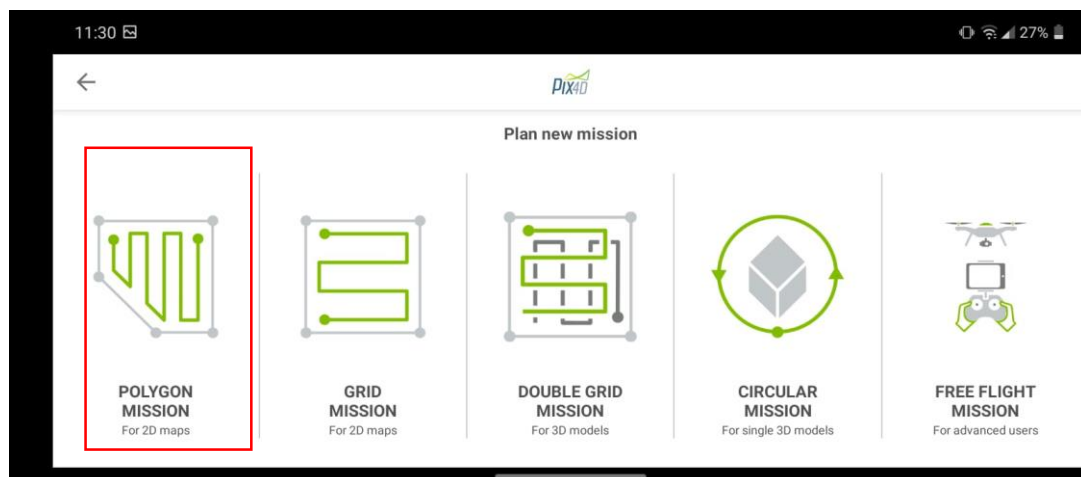 11:30 27%
PIX4D
Plan new mission
POLYGON
MISSION
For 2D maps
GRID
MISSION
For 2D maps
DOUBLE GRID
MISSION
For 3D models
CIRCULAR
MISSION
For single 3D models
FREE FLIGHT
MISSION
For advanced users